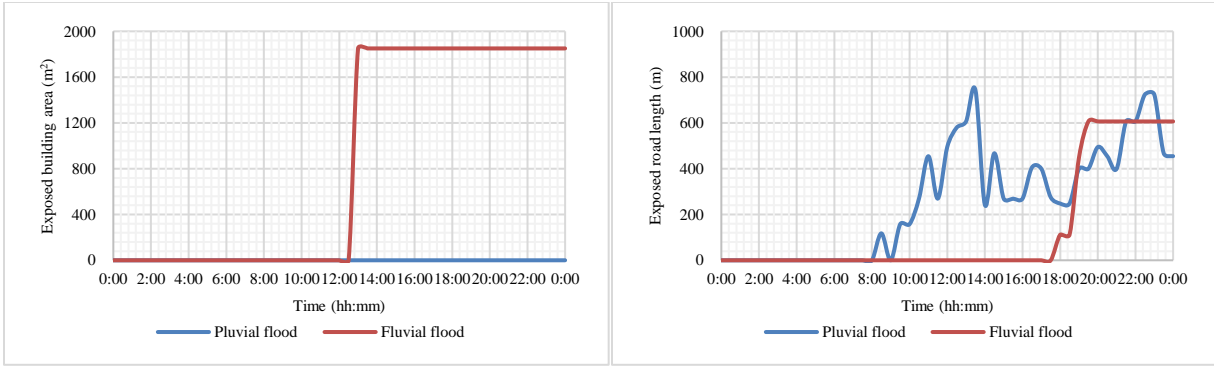 2000
1600
1200
800
400
0
Exposed building area (m²)
0:00 2:00 4:00 6:00 8:00 10:00 12:00 14:00 16:00 18:00 20:00 22:00 0:00
Time (hh:mm)
Pluvial flood Fluvial flood
1000
800
600
400
200
0
Exposed road length (m)
0:00 2:00 4:00 6:00 8:00 10:00 12:00 14:00 16:00 18:00 20:00 22:00 0:00
Time (hh:mm)
Pluvial flood Fluvial flood